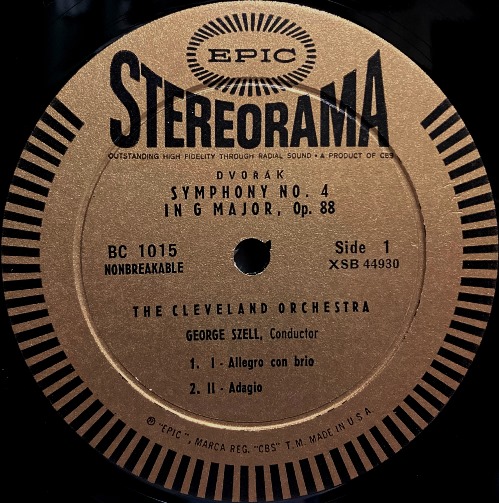 EPIC
STEREORAMA
OUTSTANDING HIGH FIDELITY THROUGH RADIAL SOUND • A PRODUCT OF CBS
DVORÁK
SYMPHONY NO. 4
IN G MAJOR, Op. 88
BC 1015
NONBREAKABLE
Side 1
XSB 44930
THE CLEVELAND ORCHESTRA
GEORGE SZELL, Conductor
1. I - Allegro con brio
2. II - Adagio
℗ "EPIC", MARCA REG. "CBS" T.M. MADE IN U.S.A.